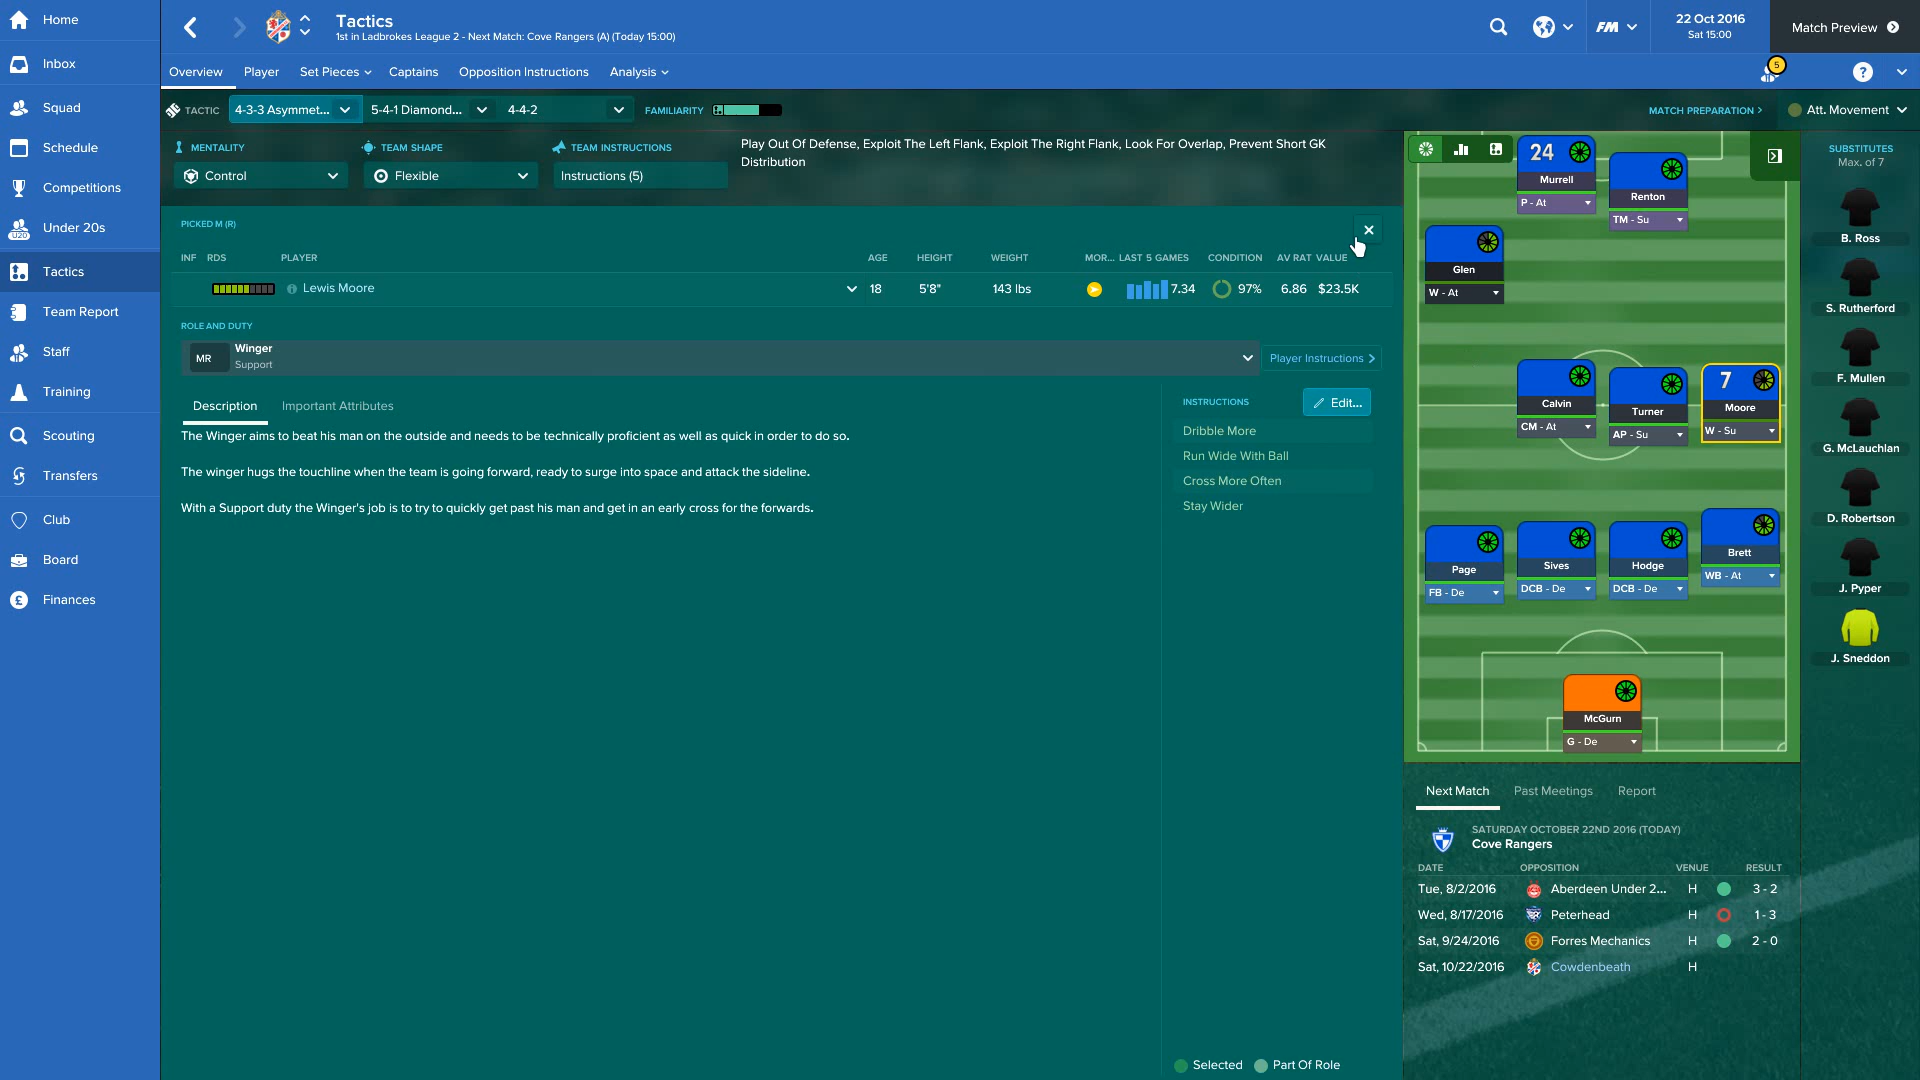 Home
Inbox
Squad
Schedule
Competitions
Under 20s
U20
Tactics
Team Report
Staff
Training
Scouting
Transfers
Club
Board
Finances
Tactics
1st in Ladbrokes League 2 - Next Match: Cove Rangers (A) (Today 15:00)
FM
22 Oct 2016
Sat 15:00
Match Preview
Overview Player Set Pieces Captains Opposition Instructions Analysis
5
?
TACTIC 4-3-3 Asymmet... 5-4-1 Diamond... 4-4-2 FAMILIARITY
MATCH PREPARATION > Att. Movement
MENTALITY TEAM SHAPE TEAM INSTRUCTIONS
Control Flexible Instructions (5)
Play Out Of Defense, Exploit The Left Flank, Exploit The Right Flank, Look For Overlap, Prevent Short GK
Distribution
PICKED M (R)
INF RDS PLAYER AGE HEIGHT WEIGHT MOR... LAST 5 GAMES CONDITION AV RAT VALUE
Lewis Moore 18 5'8" 143 lbs 7.34 97% 6.86 $23.5K
ROLE AND DUTY
MR
Winger
Support
Player Instructions >
Description Important Attributes
The Winger aims to beat his man on the outside and needs to be technically proficient as well as quick in order to do so.
The winger hugs the touchline when the team is going forward, ready to surge into space and attack the sideline.
With a Support duty the Winger's job is to try to quickly get past his man and get in an early cross for the forwards.
INSTRUCTIONS
Edit...
Dribble More
Run Wide With Ball
Cross More Often
Stay Wider
Selected Part Of Role
24
Murrell
P - At
Renton
TM - Su
Glen
W - At
Calvin
CM - At
Turner
AP - Su
7
Moore
W - Su
Page
FB - De
Sives
DCB - De
Hodge
DCB - De
Brett
WB - At
McGurn
G - De
SUBSTITUTES
Max. of 7
B. Ross
S. Rutherford
F. Mullen
G. McLauchlan
D. Robertson
J. Pyper
J. Sneddon
Next Match Past Meetings Report
SATURDAY OCTOBER 22ND 2016 (TODAY)
Cove Rangers
DATE OPPOSITION VENUE RESULT
Tue, 8/2/2016 Aberdeen Under 2... H 3 - 2
Wed, 8/17/2016 Peterhead H 1 - 3
Sat, 9/24/2016 Forres Mechanics H 2 - 0
Sat, 10/22/2016 Cowdenbeath H